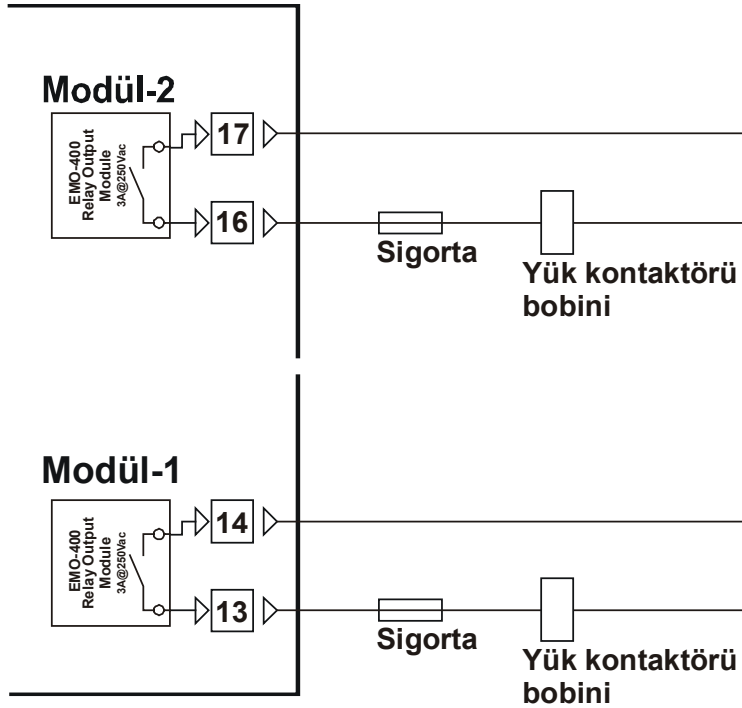 Modül-2
EMO-400
Relay Output
Module
3A@250Vac
17
16
Sigorta
Yük kontaktörü
bobini
Modül-1
EMO-400
Relay Output
Module
3A@250Vac
14
13
Sigorta
Yük kontaktörü
bobini